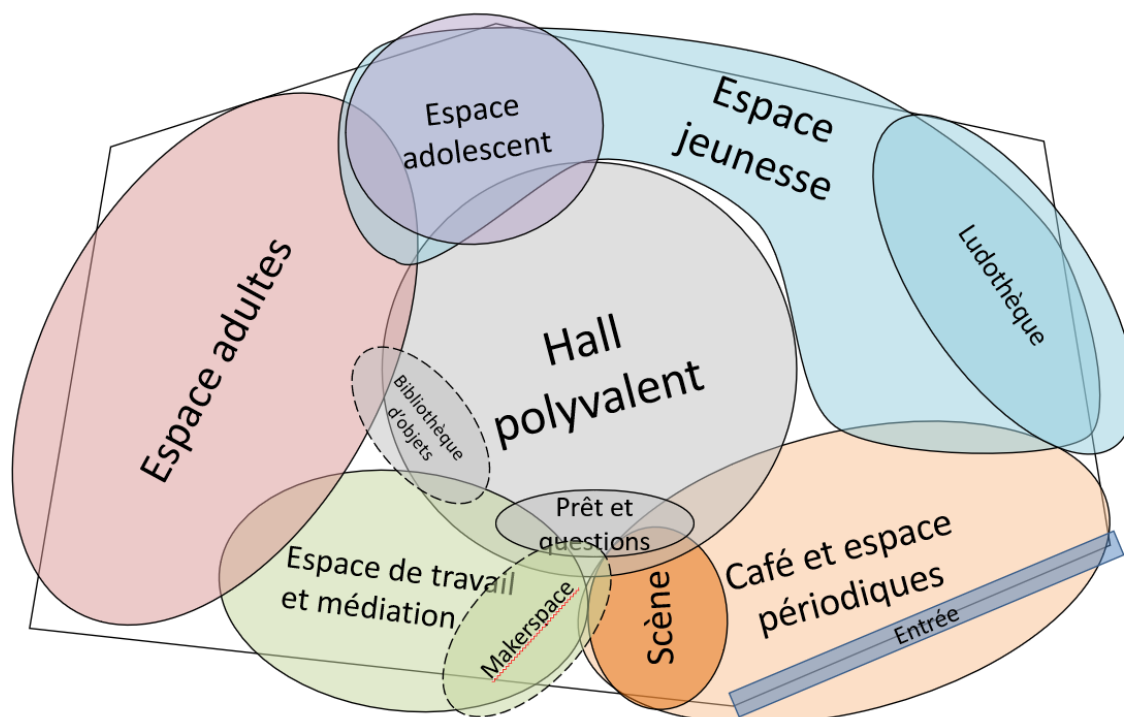 Espace
adolescent
Espace
jeunesse
Ludothèque
Espace adultes
Hall
polyvalent
Bibliothèque
d'objets
Prêt et
questions
Espace de travail
et médiation
Makerspace
Scène
Café et espace
périodiques
Entrée